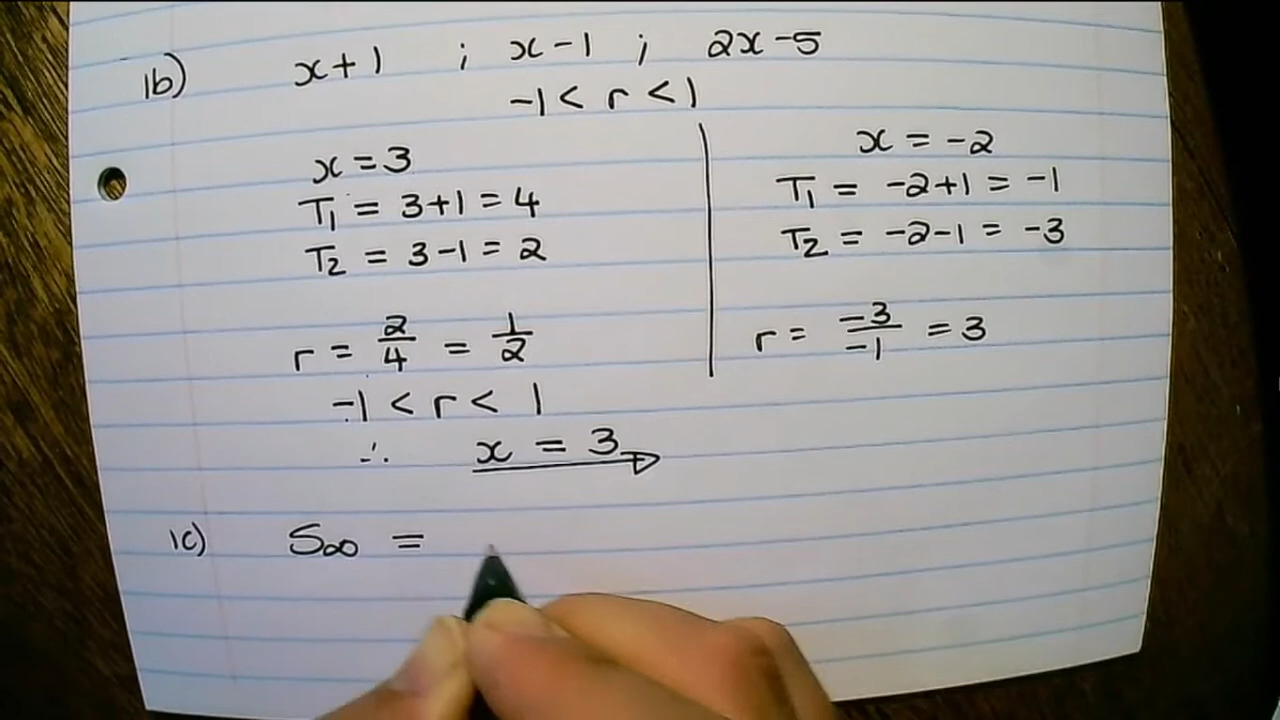 1b) x+1 ; x-1 ; 2x-5
-1 < r < 1
x = 3
T₁ = 3+1 = 4
T₂ = 3-1 = 2
r = 2/4 = 1/2
-1 < r < 1
∴ x = 3
x = -2
T₁ = -2+1 = -1
T₂ = -2-1 = -3
r = -3/-1 = 3
1c) S∞ =